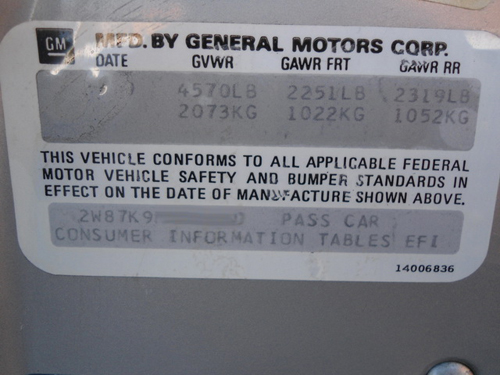 GM MFD. BY GENERAL MOTORS CORP.
DATE GVWR GAWR FRT GAWR RR
4570LB 2251LB 2319LB
2073KG 1022KG 1052KG
THIS VEHICLE CONFORMS TO ALL APPLICABLE FEDERAL
MOTOR VEHICLE SAFETY AND BUMPER STANDARDS IN
EFFECT ON THE DATE OF MANUFACTURE SHOWN ABOVE.
2W87K9 PASS CAR
CONSUMER INFORMATION TABLES EFI
14006836